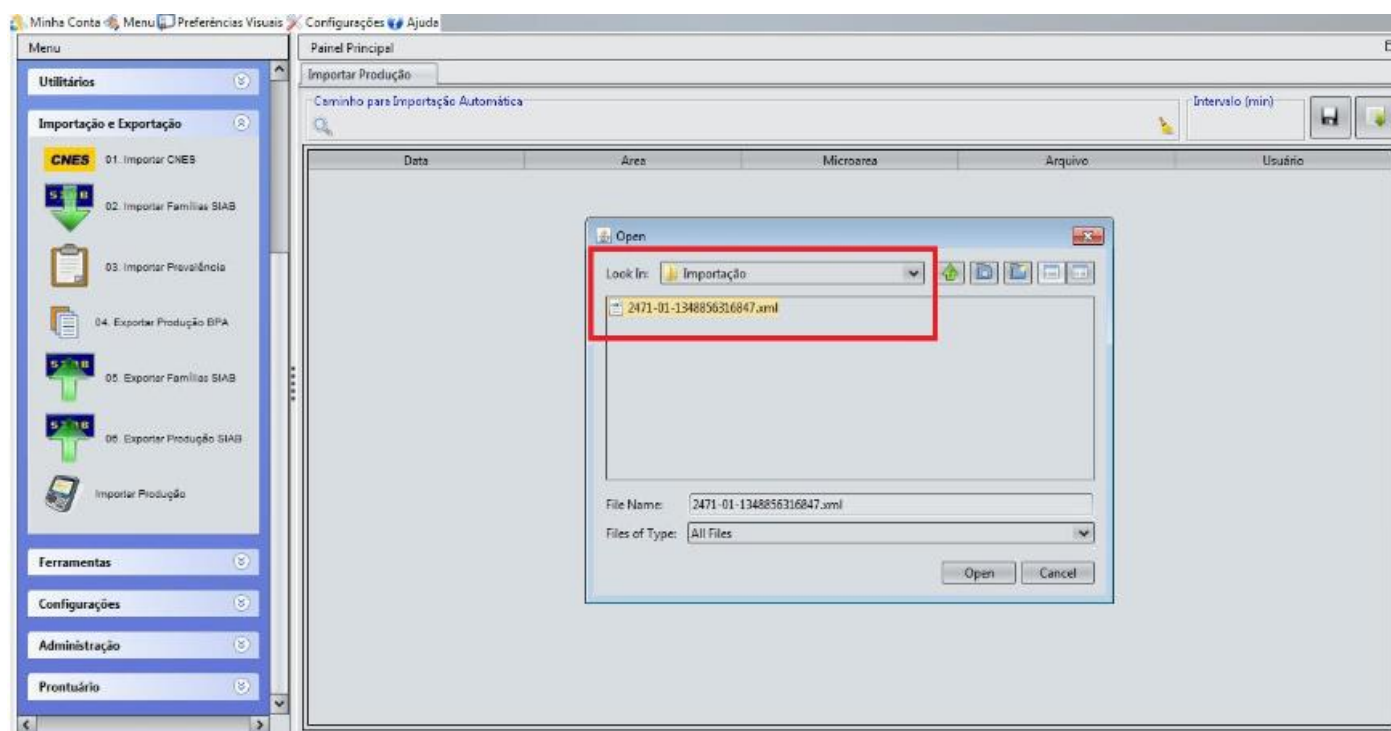 Minha Conta Menu Preferências Visuais Configurações Ajuda
Menu
Utilitários
Importação e Exportação
CNES 01. Importar CNES
02. Importar Famílias SIAB
03. Importar Prevalência
04. Exportar Produção BPA
05. Exportar Famílias SIAB
06. Exportar Produção SIAB
Importar Produção
Ferramentas
Configurações
Administração
Prontuário
Painel Principal
Importar Produção
Caminho para Importação Automática
Intervalo (min)
Data Area Microarea Arquivo Usuário
Open
Look In: Importação
2471-01-1348856316847.xml
File Name: 2471-01-1348856316847.xml
Files of Type: All Files
Open Cancel